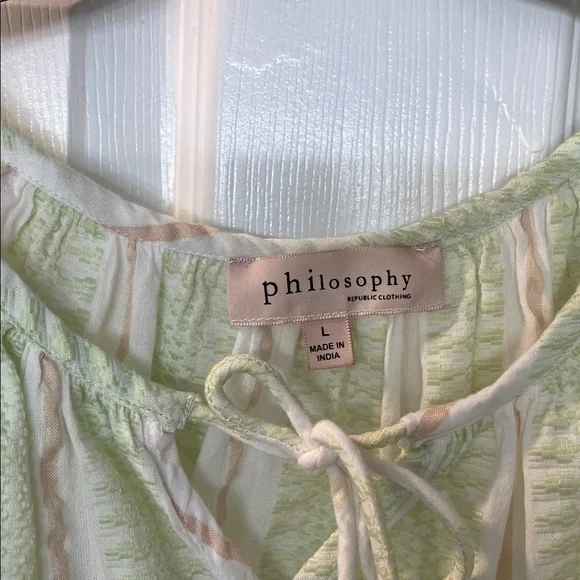 philosophy
REPUBLIC CLOTHING
L
MADE IN
INDIA